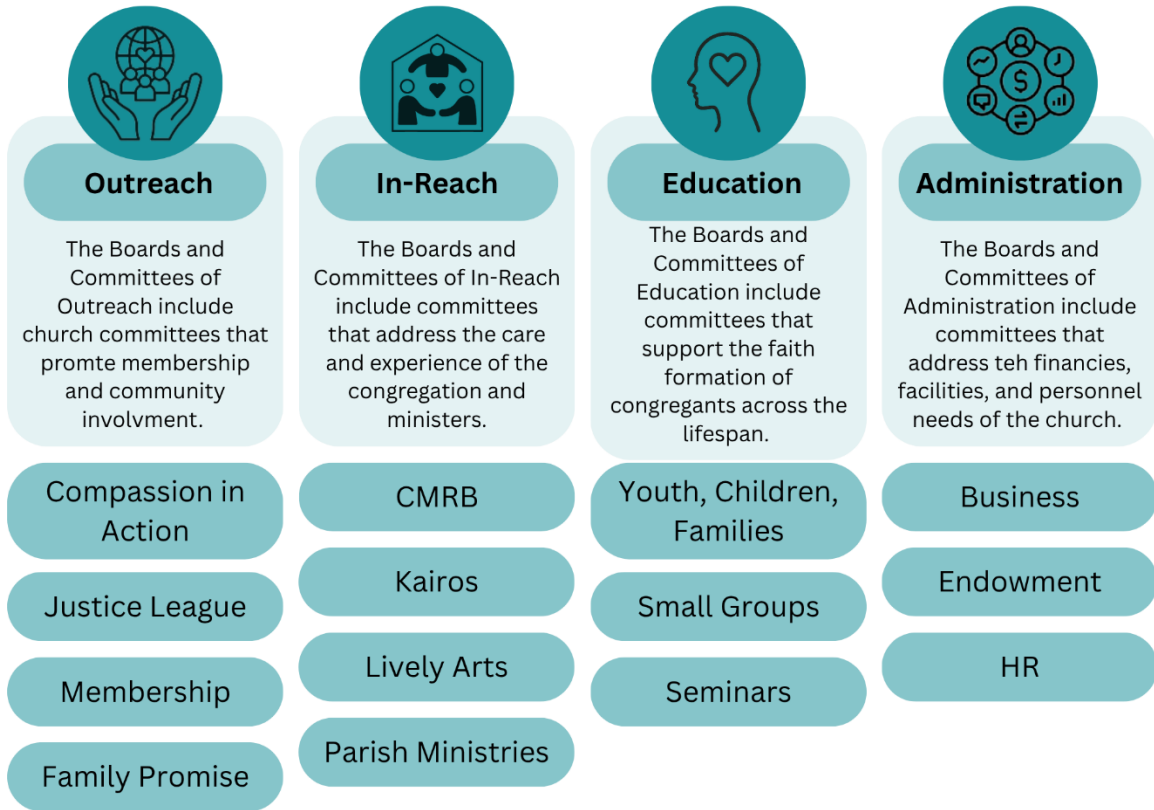 Outreach
The Boards and
Committees of
Outreach include
church committees that
promte membership
and community
involvment.
Compassion in
Action
Justice League
Membership
Family Promise
In-Reach
The Boards and
Committees of In-Reach
include committees
that address the care
and experience of the
congregation and
ministers.
CMRB
Kairos
Lively Arts
Parish Ministries
Education
The Boards and
Committees of
Education include
committees that
support the faith
formation of
congregants across the
lifespan.
Youth, Children,
Families
Small Groups
Seminars
Administration
The Boards and
Committees of
Administration include
committees that
address teh financies,
facilities, and personnel
needs of the church.
Business
Endowment
HR